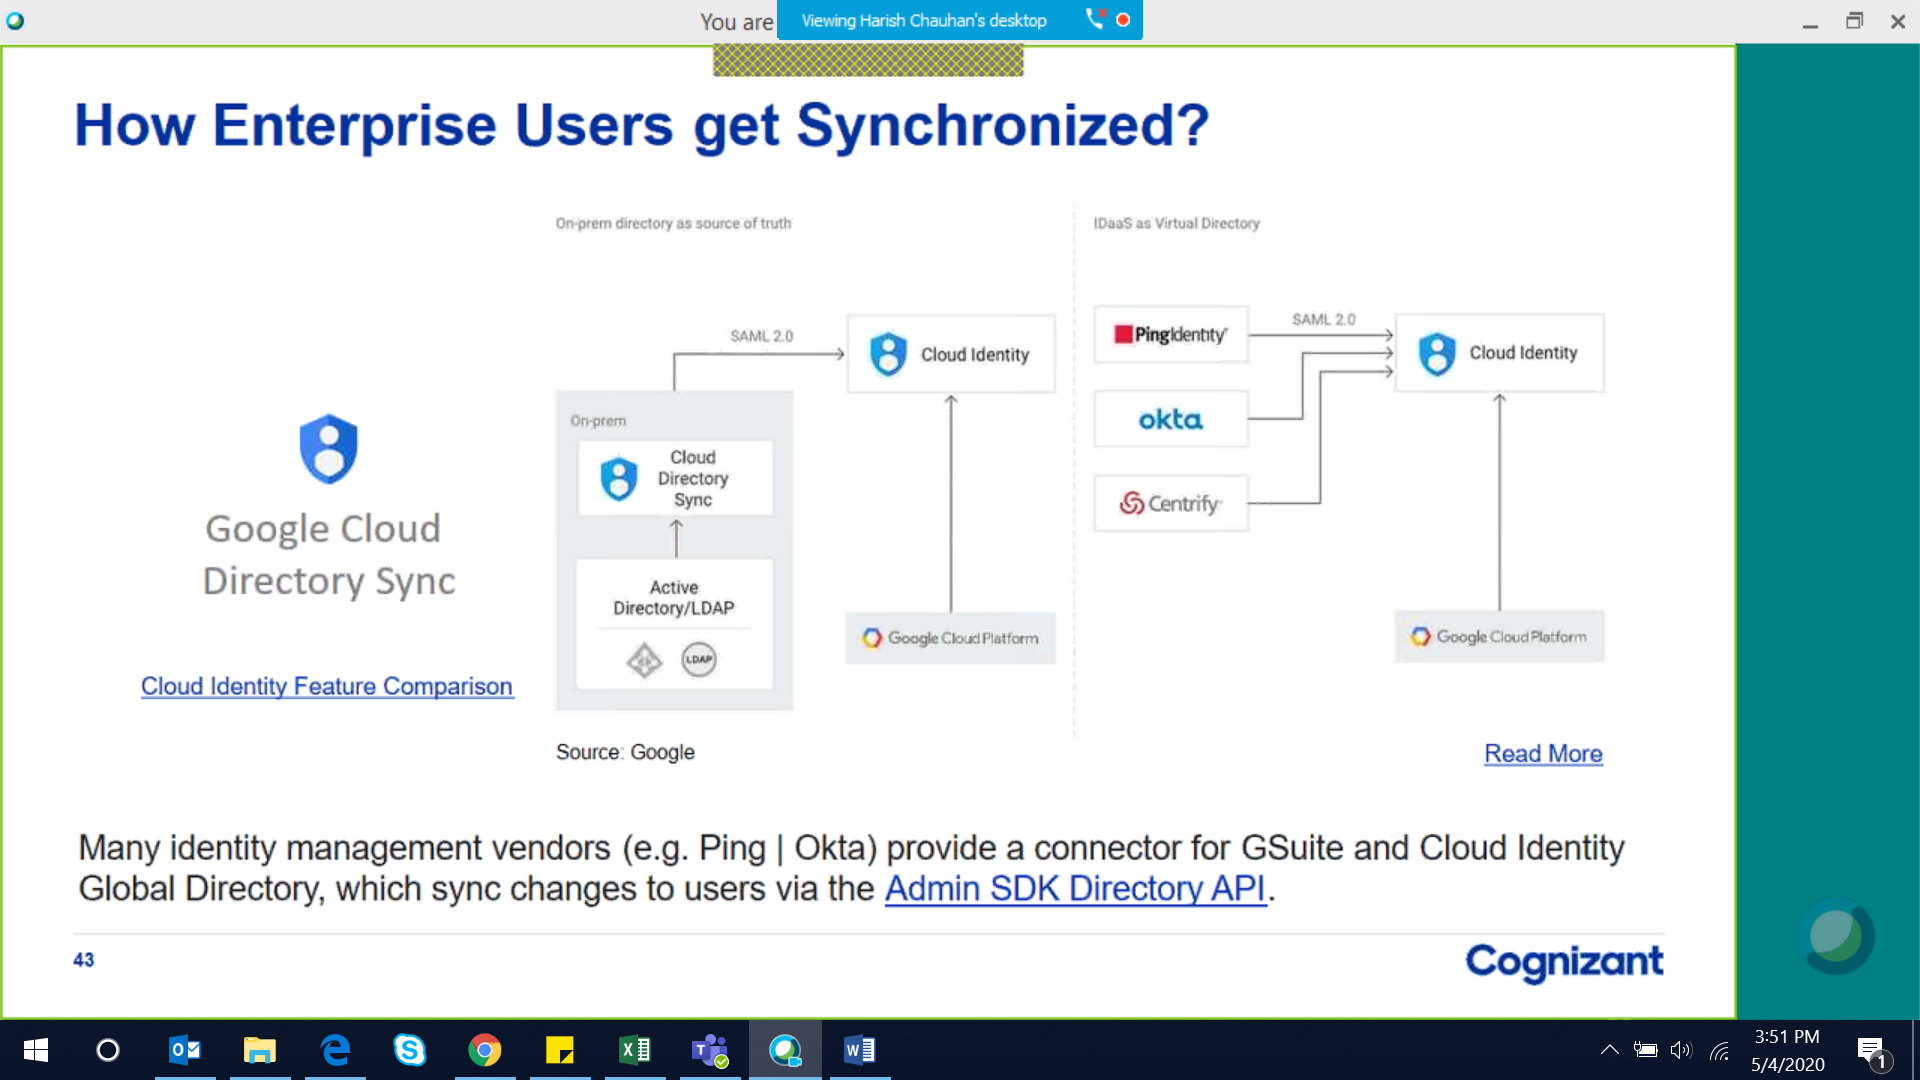 You are
Viewing Harish Chauhan's desktop
How Enterprise Users get Synchronized?
On-prem directory as source of truth
IDaaS as Virtual Directory
SAML 2.0
Cloud Identity
On-prem
Cloud
Directory
Sync
Active
Directory/LDAP
LDAP
Google Cloud Platform
PingIdentity
SAML 2.0
Cloud Identity
okta
Centrify
Google Cloud Platform
Google Cloud
Directory Sync
Cloud Identity Feature Comparison
Source: Google
Read More
Many identity management vendors (e.g. Ping | Okta) provide a connector for GSuite and Cloud Identity
Global Directory, which sync changes to users via the Admin SDK Directory API.
43
Cognizant
3:51 PM
5/4/2020
1